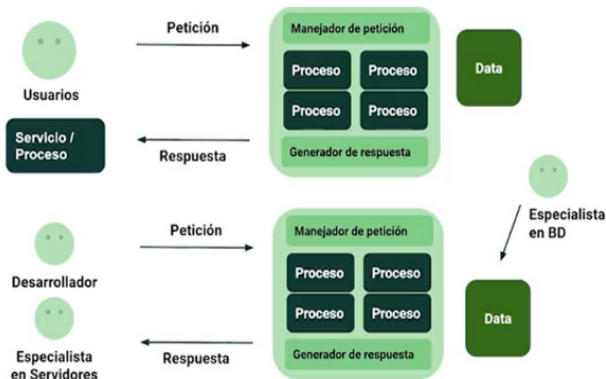 Petición
Manejador de petición
Proceso
Proceso
Data
Usuarios
Proceso
Proceso
Servicio /
Proceso
Respuesta
Generador de respuesta
Petición
Manejador de petición
Especialista
en BD
Proceso
Proceso
Desarrollador
Proceso
Proceso
Data
Especialista
en Servidores
Respuesta
Generador de respuesta